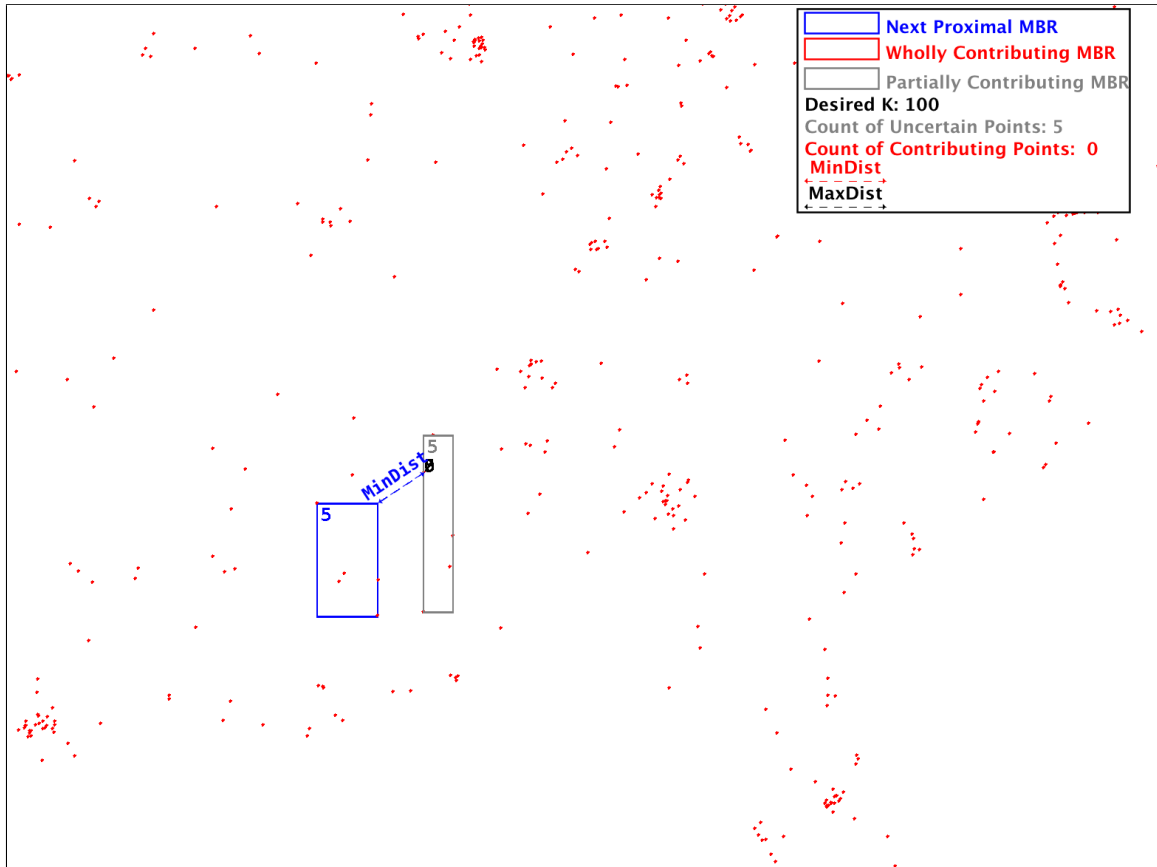 Next Proximal MBR
Wholly Contributing MBR
Partially Contributing MBR
Desired K: 100
Count of Uncertain Points: 5
Count of Contributing Points: 0
MinDist
MaxDist
5
MinDist
5